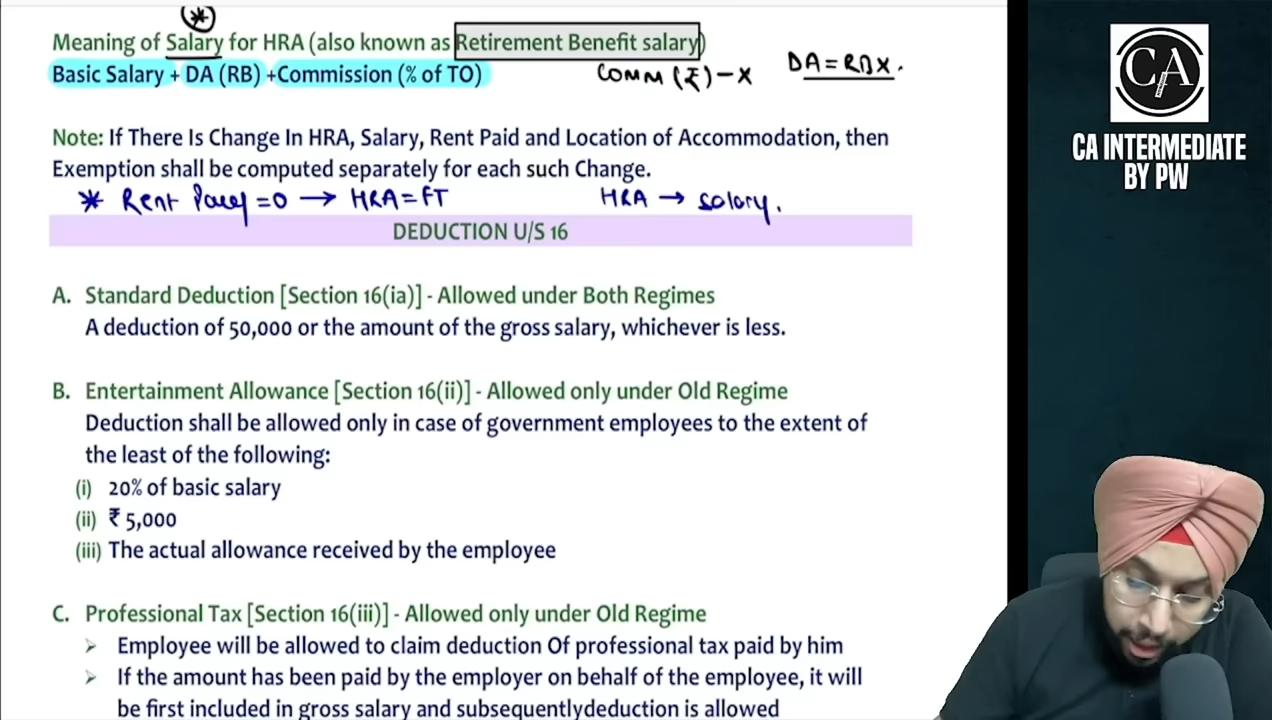 Meaning of Salary for HRA (also known as Retirement Benefit salary)
Basic Salary + DA (RB) +Commission (% of TO)
Comm (₹) - X
DA = RB X.
Note: If There Is Change In HRA, Salary, Rent Paid and Location of Accommodation, then
Exemption shall be computed separately for each such Change.
* Rent Paid = 0 → HRA = FT
HRA → salary.
DEDUCTION U/S 16
A. Standard Deduction [Section 16(ia)] - Allowed under Both Regimes
A deduction of 50,000 or the amount of the gross salary, whichever is less.
B. Entertainment Allowance [Section 16(ii)] - Allowed only under Old Regime
Deduction shall be allowed only in case of government employees to the extent of
the least of the following:
(i) 20% of basic salary
(ii) ₹ 5,000
(iii) The actual allowance received by the employee
C. Professional Tax [Section 16(iii)] - Allowed only under Old Regime
➢ Employee will be allowed to claim deduction Of professional tax paid by him
➢ If the amount has been paid by the employer on behalf of the employee, it will
be first included in gross salary and subsequentlydeduction is allowed
CA
CA INTERMEDIATE
BY PW